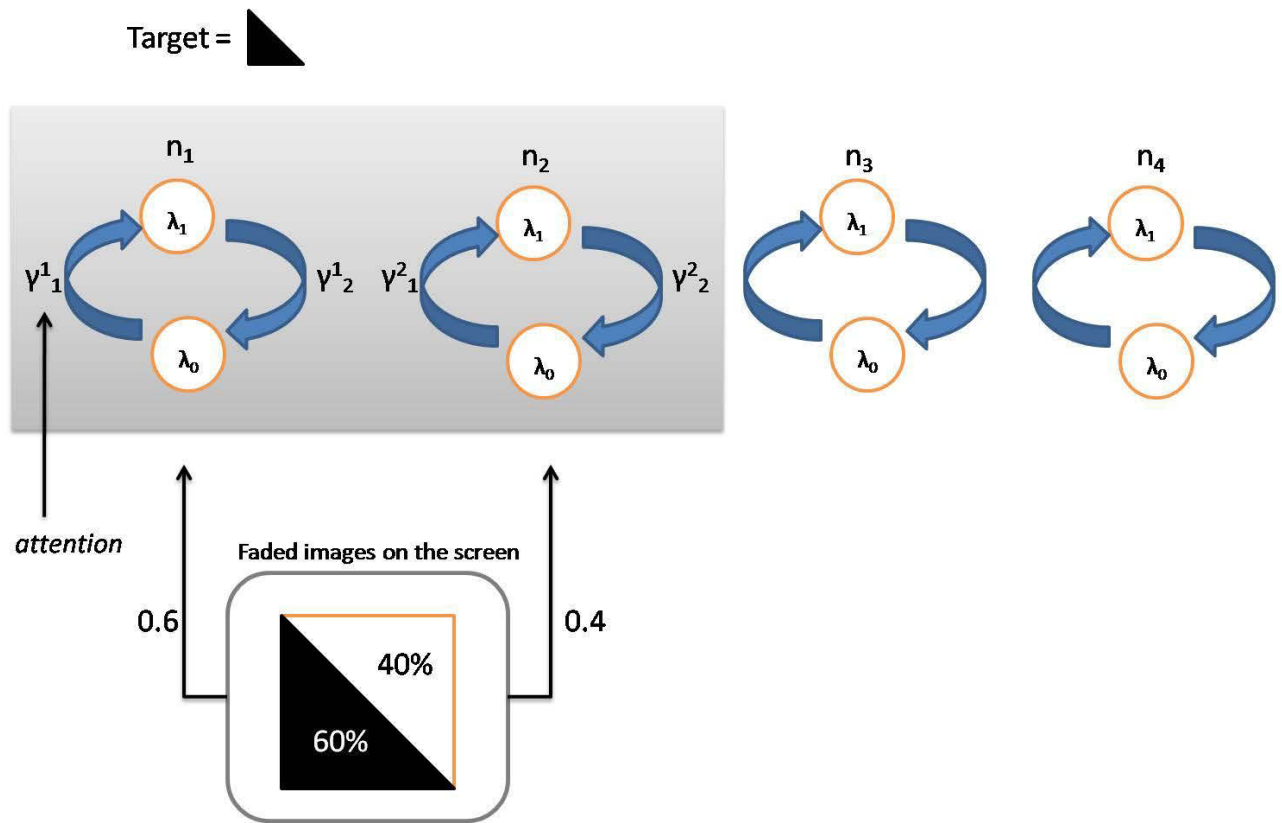 Target =
n₁ n₂ n₃ n₄
λ₁ λ₁ λ₁ λ₁
γ¹₁ γ¹₂ γ²₁ γ²₂
λ₀ λ₀ λ₀ λ₀
attention
Faded images on the screen
0.6 0.4
40%
60%